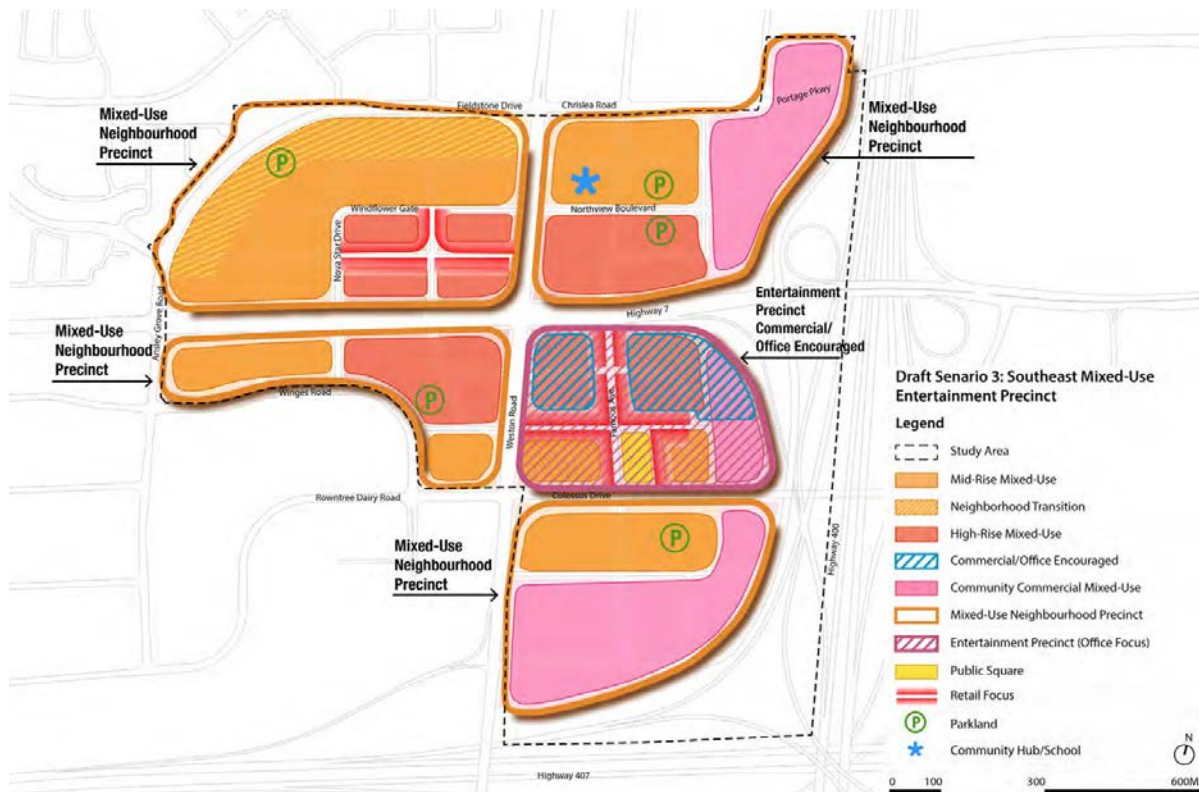 Fieldstone Drive
Chrislea Road
Portage Pkwy
Mixed-Use
Neighbourhood
Precinct
Mixed-Use
Neighbourhood
Precinct
P
P
Northview Boulevard
Windflower Gate
P
Nova Star Drive
Ansley Grove Road
Highway 7
Entertainment
Precinct
Commercial/
Office Encouraged
Mixed-Use
Neighbourhood
Precinct
Winges Road
P
Weston Road
Famous Ave.
Rowntree Dairy Road
Colossus Drive
P
Mixed-Use
Neighbourhood
Precinct
Highway 400
Highway 407
Draft Senario 3: Southeast Mixed-Use
Entertainment Precinct
Legend
Study Area
Mid-Rise Mixed-Use
Neighborhood Transition
High-Rise Mixed-Use
Commercial/Office Encouraged
Community Commercial Mixed-Use
Mixed-Use Neighbourhood Precinct
Entertainment Precinct (Office Focus)
Public Square
Retail Focus
P Parkland
Community Hub/School
N
0 100 300 600M